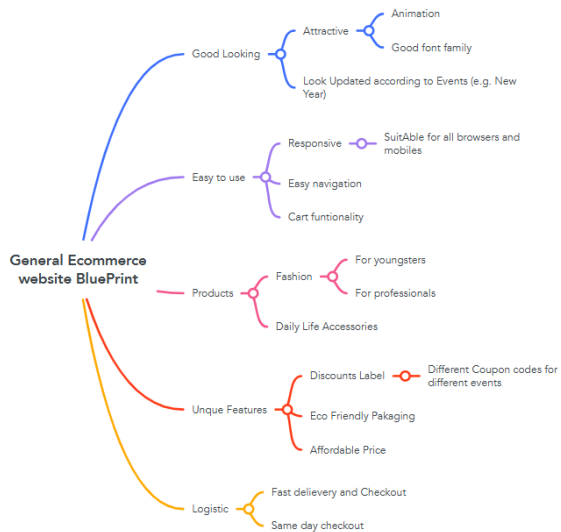 General Ecommerce
website BluePrint
Good Looking
Attractive
Animation
Good font family
Look Updated according to Events (e.g. New
Year)
Easy to use
Responsive
SuitAble for all browsers and
mobiles
Easy navigation
Cart funtionality
Products
Fashion
For youngsters
For professionals
Daily Life Accessories
Unque Features
Discounts Label
Different Coupon codes for
different events
Eco Friendly Pakaging
Affordable Price
Logistic
Fast delievery and Checkout
Same day checkout